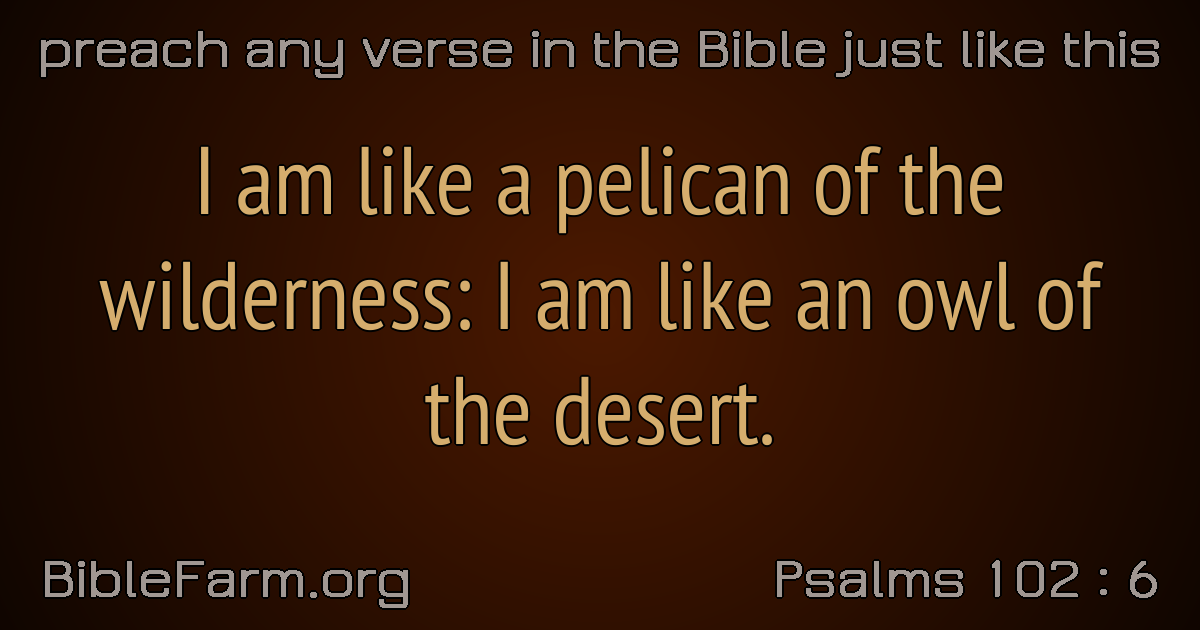 preach any verse in the Bible just like this
I am like a pelican of the
wilderness: I am like an owl of
the desert.
BibleFarm.org
Psalms 102 : 6